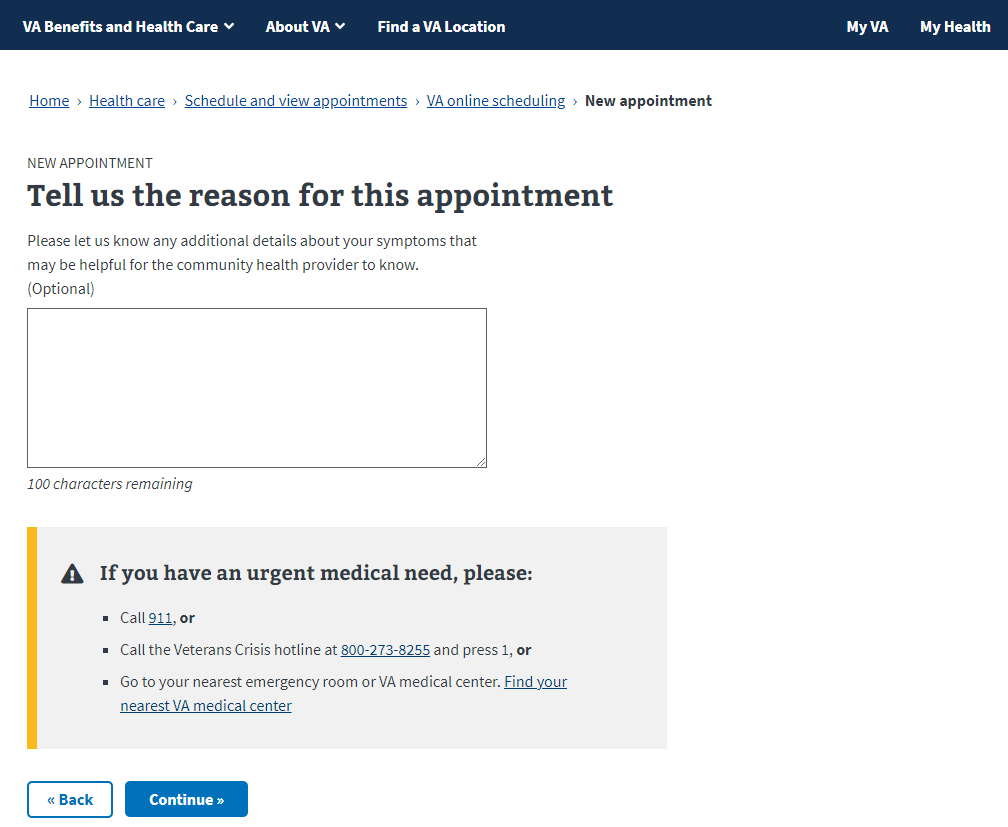 VA Benefits and Health Care About VA Find a VA Location My VA My Health
Home › Health care › Schedule and view appointments › VA online scheduling › New appointment
NEW APPOINTMENT
Tell us the reason for this appointment
Please let us know any additional details about your symptoms that
may be helpful for the community health provider to know.
(Optional)
100 characters remaining
If you have an urgent medical need, please:
▪ Call 911, or
▪ Call the Veterans Crisis hotline at 800-273-8255 and press 1, or
▪ Go to your nearest emergency room or VA medical center. Find your
nearest VA medical center
« Back Continue »